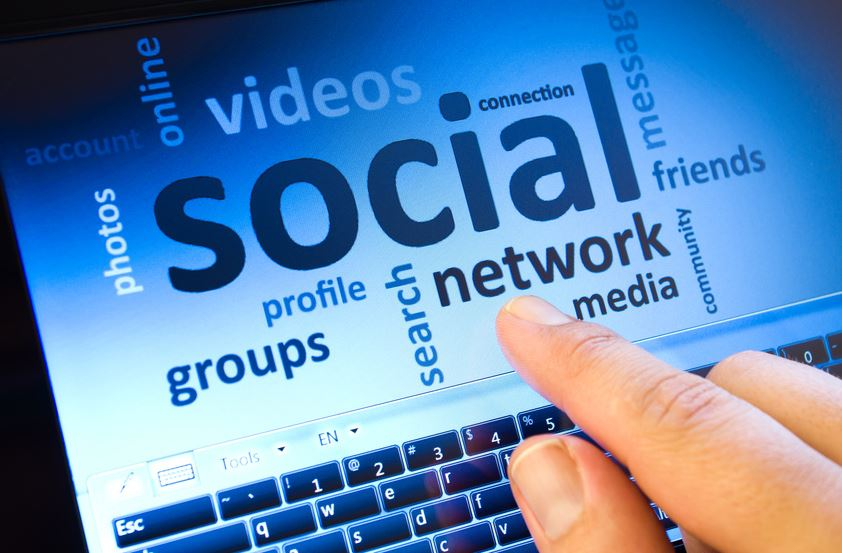 online
videos
connection
message
account
social
friends
photos
network
community
profile
search
media
groups
Tools
EN
0
Esc
~ `
! 1
@ 2
# 3
$ 4
% 5
q
w
e
r
s
d
f
c
v